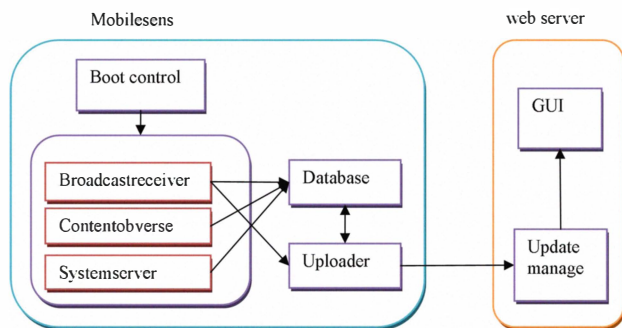 Mobilesens
web server
Boot control
GUI
Broadcastreceiver
Database
Contentobverse
Systemserver
Uploader
Update
manage